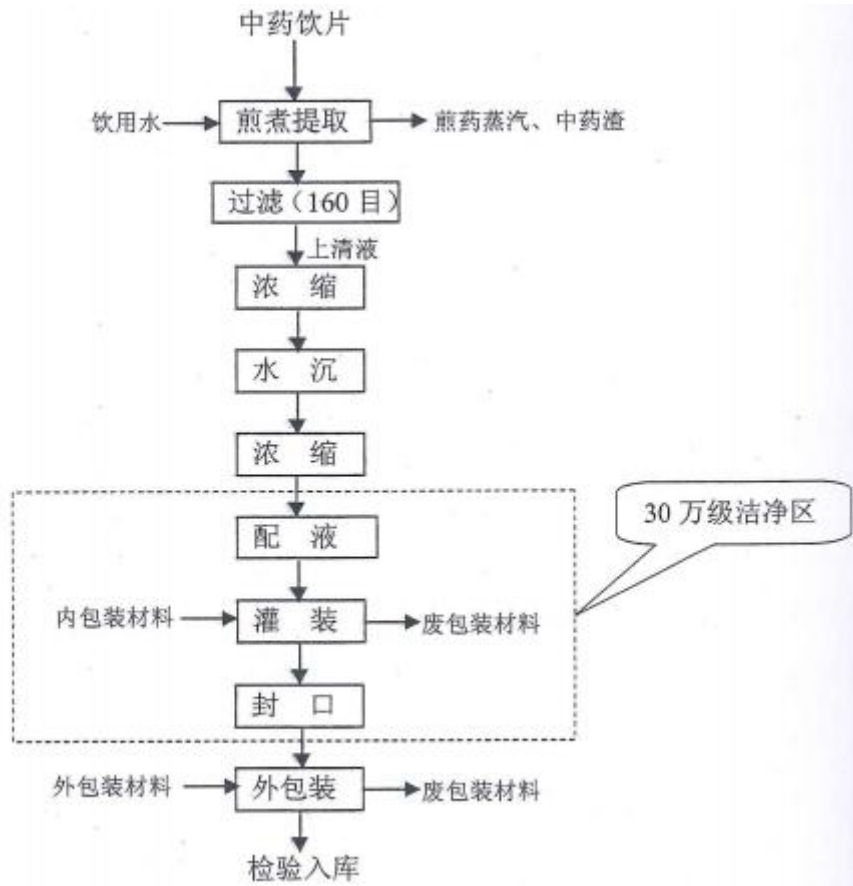 中药饮片
饮用水
煎煮提取
煎药蒸汽、中药渣
过滤（160 目）
上清液
浓 缩
水 沉
浓 缩
30 万级洁净区
配 液
内包装材料
灌 装
废包装材料
封 口
外包装材料
外包装
废包装材料
检验入库